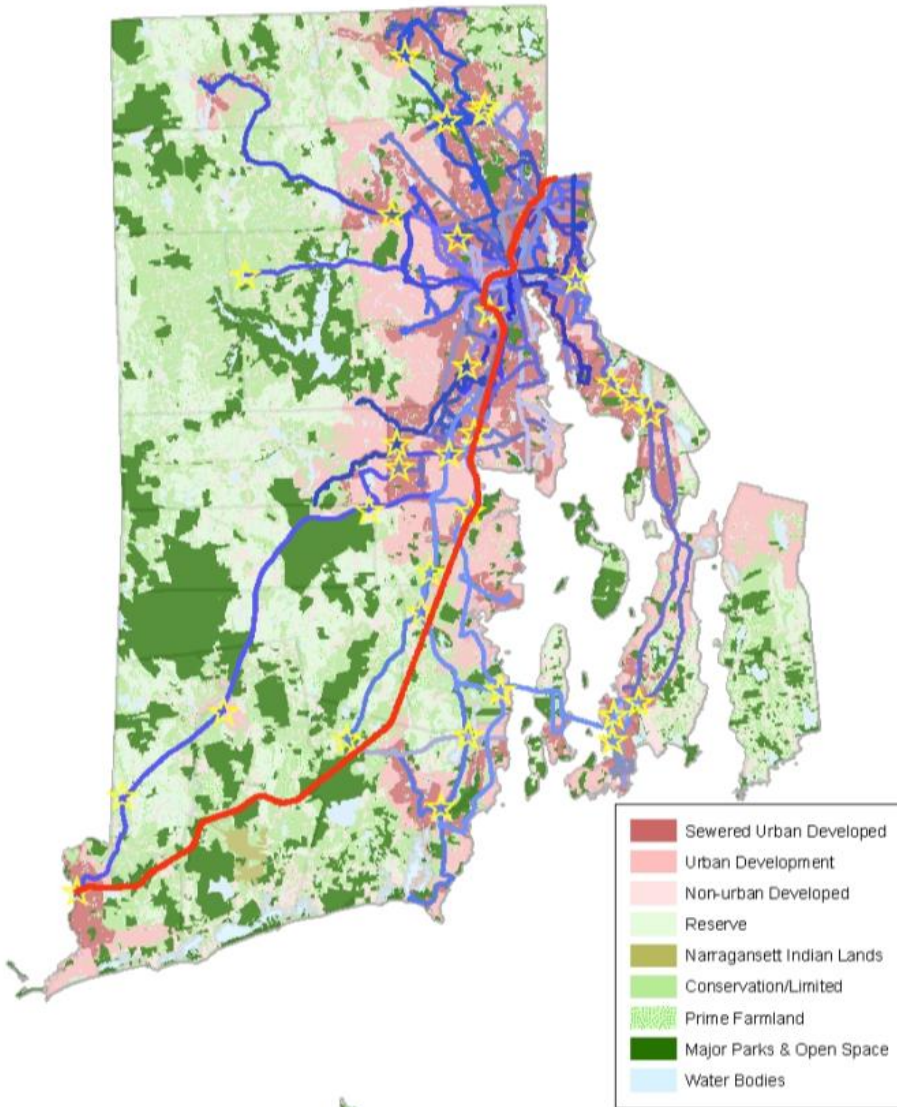 Sewered Urban Developed
Urban Development
Non-urban Developed
Reserve
Narragansett Indian Lands
Conservation/Limited
Prime Farmland
Major Parks & Open Space
Water Bodies